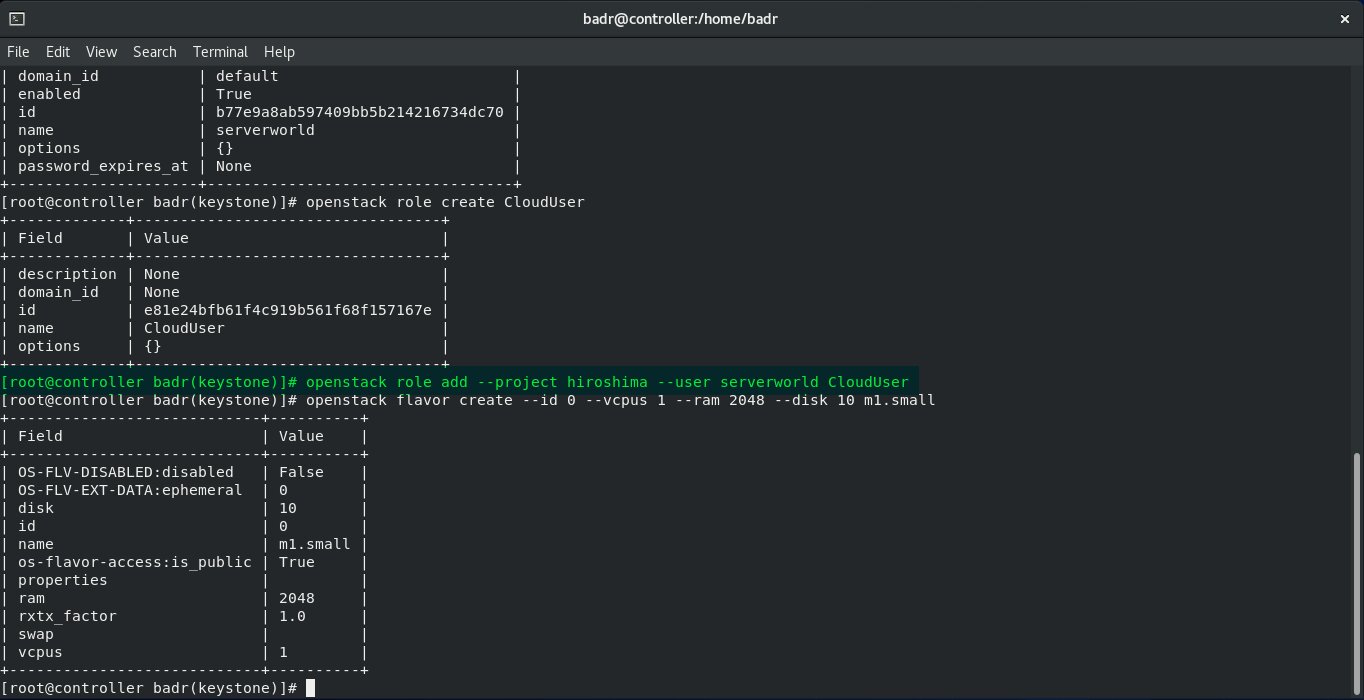 badr@controller:/home/badr
File Edit View Search Terminal Help
| domain_id           | default                          |
| enabled             | True                             |
| id                  | b77e9a8ab597409bb5b214216734dc70 |
| name                | serverworld                      |
| options             | {}                               |
| password_expires_at | None                             |
+---------------------+----------------------------------+
[root@controller badr(keystone)]# openstack role create CloudUser
+-------------+----------------------------------+
| Field       | Value                            |
+-------------+----------------------------------+
| description | None                             |
| domain_id   | None                             |
| id          | e81e24bfb61f4c919b561f68f157167e |
| name        | CloudUser                        |
| options     | {}                               |
+-------------+----------------------------------+
[root@controller badr(keystone)]# openstack role add --project hiroshima --user serverworld CloudUser
[root@controller badr(keystone)]# openstack flavor create --id 0 --vcpus 1 --ram 2048 --disk 10 m1.small
+----------------------------+----------+
| Field                      | Value    |
+----------------------------+----------+
| OS-FLV-DISABLED:disabled   | False    |
| OS-FLV-EXT-DATA:ephemeral  | 0        |
| disk                       | 10       |
| id                         | 0        |
| name                       | m1.small |
| os-flavor-access:is_public | True     |
| properties                 |          |
| ram                        | 2048     |
| rxtx_factor                | 1.0      |
| swap                       |          |
| vcpus                      | 1        |
+----------------------------+----------+
[root@controller badr(keystone)]#